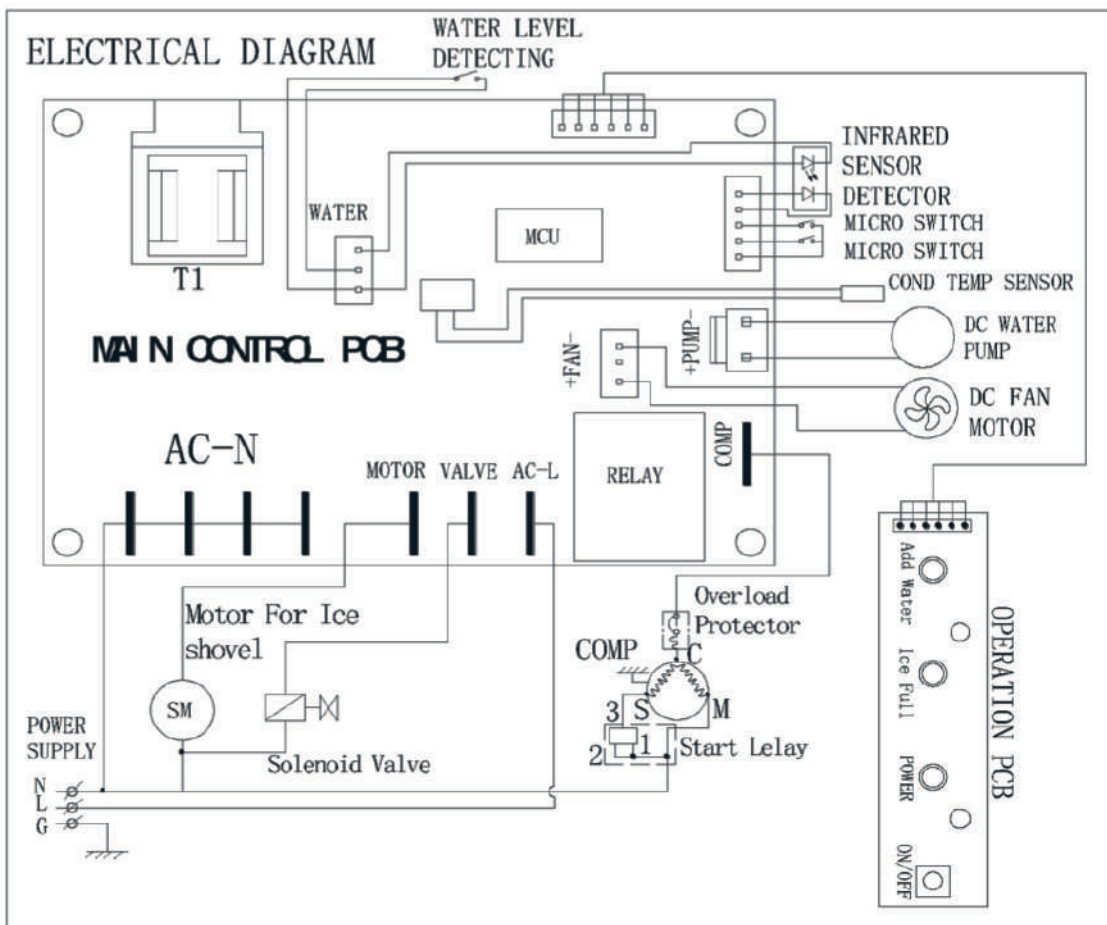 ELECTRICAL DIAGRAM
WATER LEVEL
DETECTING
INFRARED
SENSOR
DETECTOR
MICRO SWITCH
MICRO SWITCH
COND TEMP SENSOR
DC WATER
PUMP
DC FAN
MOTOR
T1
WATER
MCU
MAIN CONTROL PCB
+FAN-
+PUMP-
AC-N
MOTOR
VALVE
AC-L
RELAY
COMP
Motor For Ice
shovel
SM
Solenoid Valve
POWER
SUPPLY
N
L
G
Overload
Protector
COMP
C
S
M
3
2
1
Start Lelay
Add Water
Ice Full
POWER
ON/OFF
OPERATION PCB